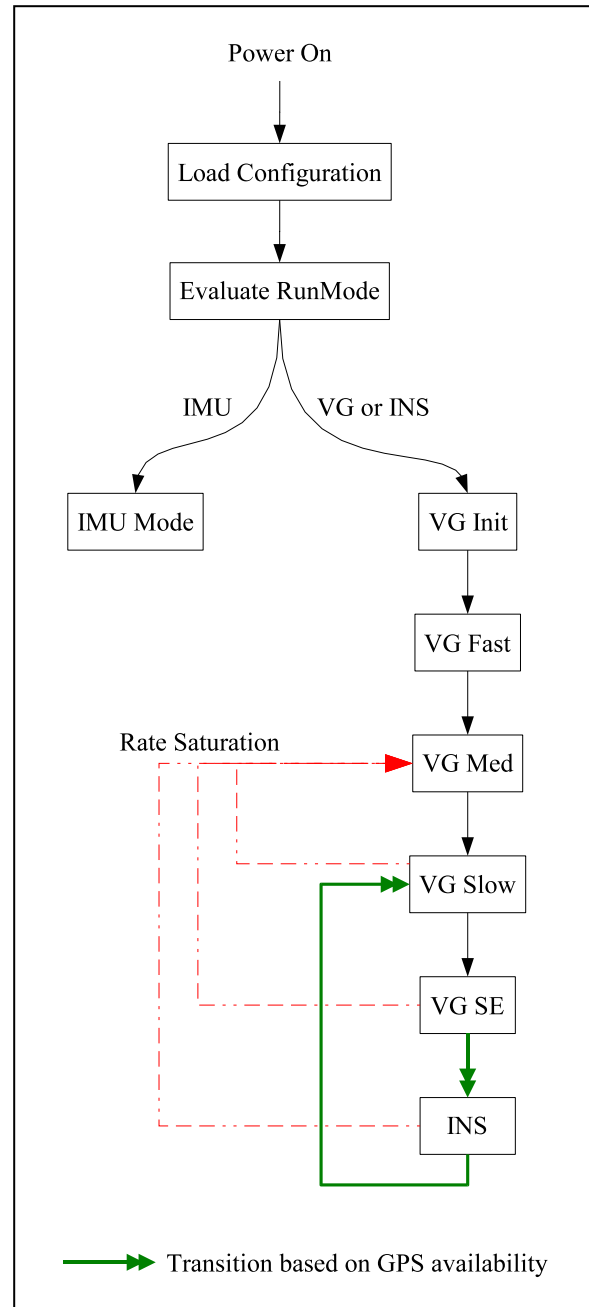 Power On
Load Configuration
Evaluate RunMode
IMU
VG or INS
IMU Mode
VG Init
VG Fast
Rate Saturation
VG Med
VG Slow
VG SE
INS
Transition based on GPS availability